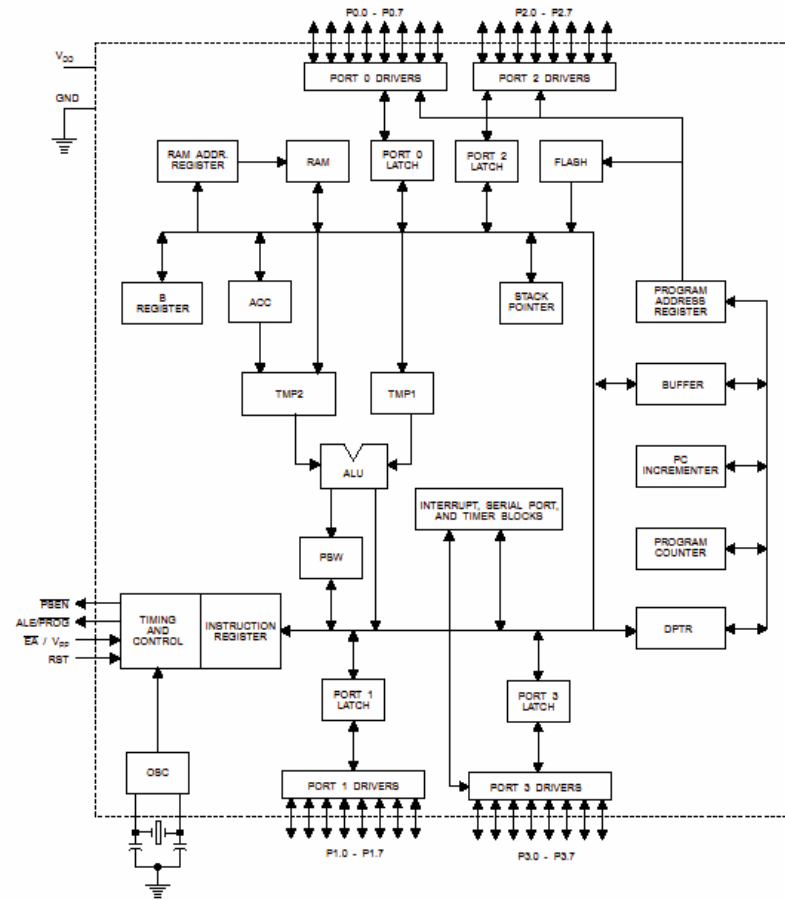 P0.0 - P0.7
P2.0 - P2.7
VDD
PORT 0 DRIVERS
PORT 2 DRIVERS
GND
RAM ADDR.
REGISTER
RAM
PORT 0
LATCH
PORT 2
LATCH
FLASH
B
REGISTER
ACC
STACK
POINTER
PROGRAM
ADDRESS
REGISTER
BUFFER
TMP2
TMP1
ALU
PC
INCREMENTER
INTERRUPT, SERIAL PORT,
AND TIMER BLOCKS
PROGRAM
COUNTER
PSW
PSEN
ALE/PROG
EA / VPP
RST
TIMING
AND
CONTROL
INSTRUCTION
REGISTER
DPTR
PORT 1
LATCH
PORT 3
LATCH
OSC
PORT 1 DRIVERS
PORT 3 DRIVERS
P1.0 - P1.7
P3.0 - P3.7